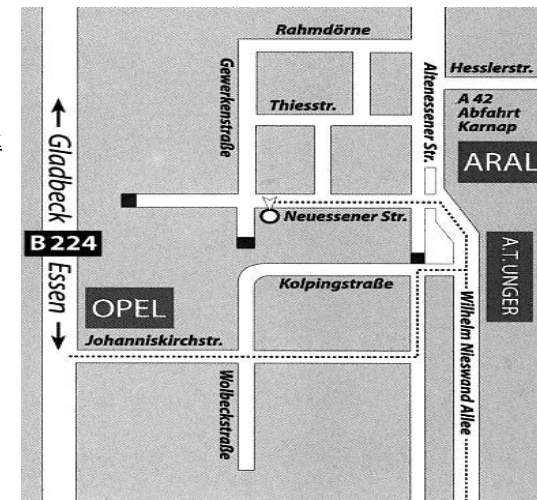 Rahmdörne
Gewerkenstraße
Altenessener Str.
Hesslerstr.
Thiesstr.
A 42
Abfahrt
Karnap
ARAL
Gladbeck
B 224
Essen
Neuessener Str.
A.T. UNGER
Kolpingstraße
OPEL
Wilhelm Nieswand Allee
Johanniskirchstr.
Wolbeckstraße